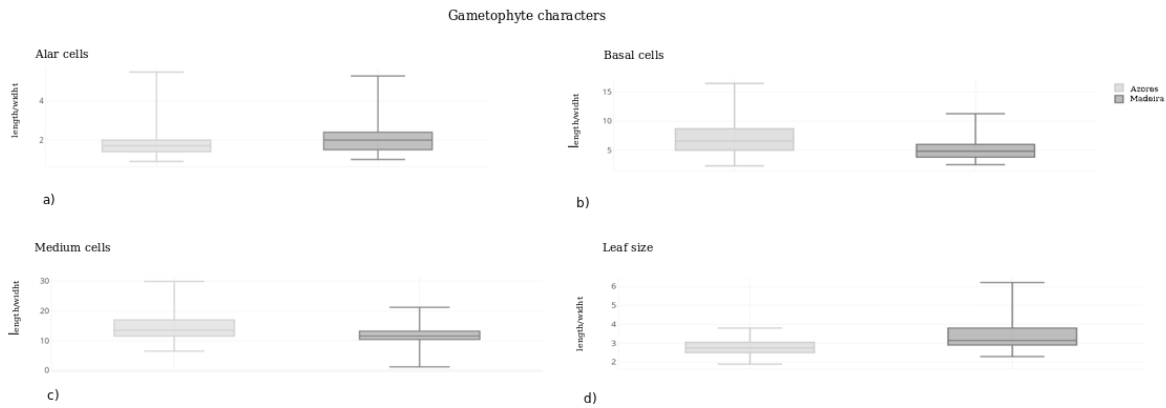 Gametophyte characters
Alar cells
length/widht
4
2
a)
Basal cells
length/widht
15
10
5
b)
Azores
Madeira
Medium cells
length/widht
30
20
10
0
c)
Leaf size
length/widht
6
5
4
3
2
d)